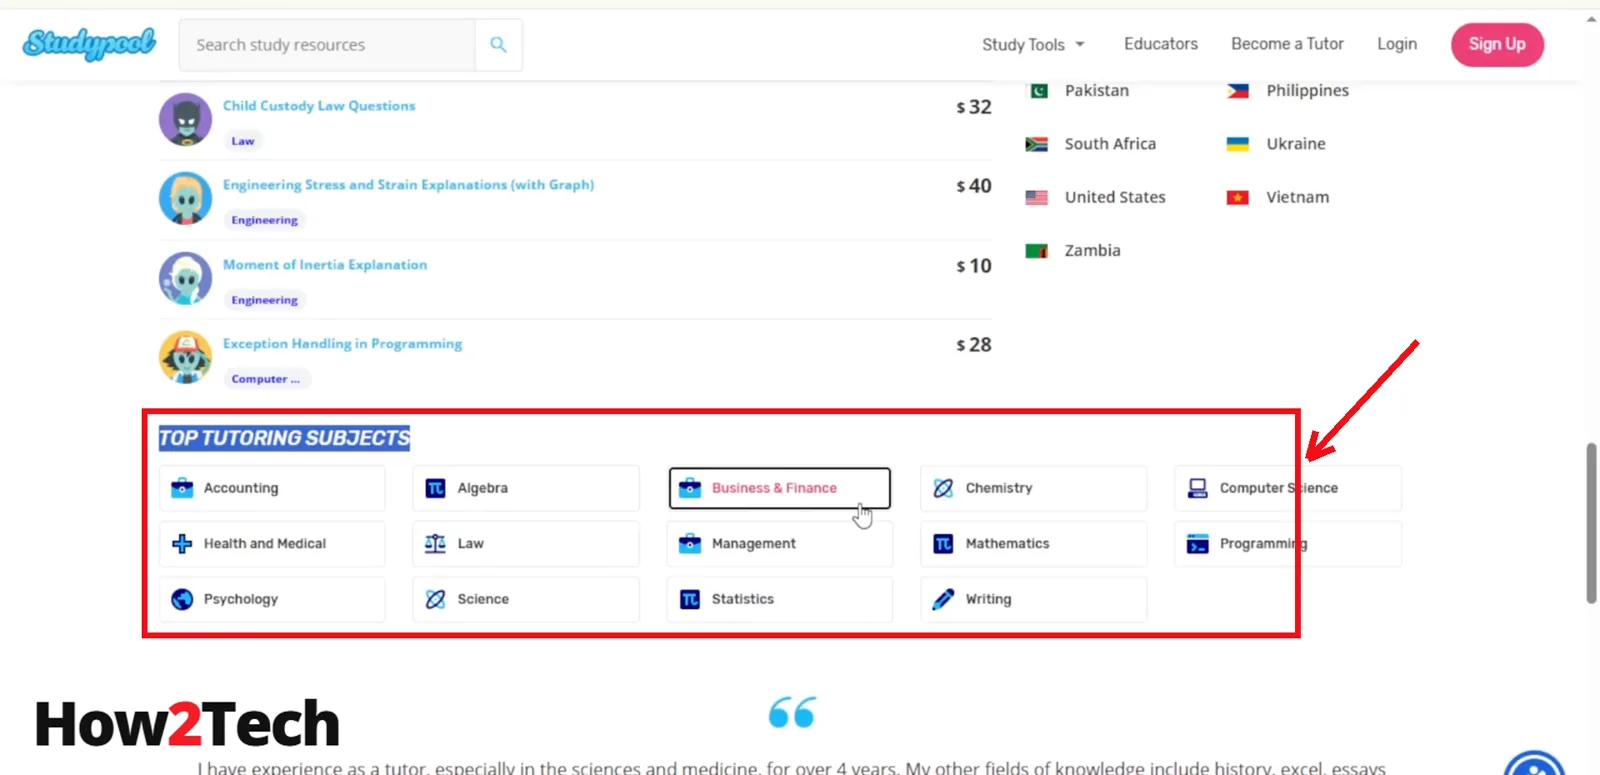 Studypool
Search study resources
Study Tools
Educators
Become a Tutor
Login
Sign Up
Child Custody Law Questions
$ 32
Law
Engineering Stress and Strain Explanations (with Graph)
$ 40
Engineering
Moment of Inertia Explanation
$ 10
Engineering
Exception Handling in Programming
$ 28
Computer ...
Pakistan
Philippines
South Africa
Ukraine
United States
Vietnam
Zambia
TOP TUTORING SUBJECTS
Accounting
Algebra
Business & Finance
Chemistry
Computer Science
Health and Medical
Law
Management
Mathematics
Programming
Psychology
Science
Statistics
Writing
How2Tech
I have experience as a tutor, especially in the sciences and medicine, for over 4 years. My other fields of knowledge include history, excel, essays